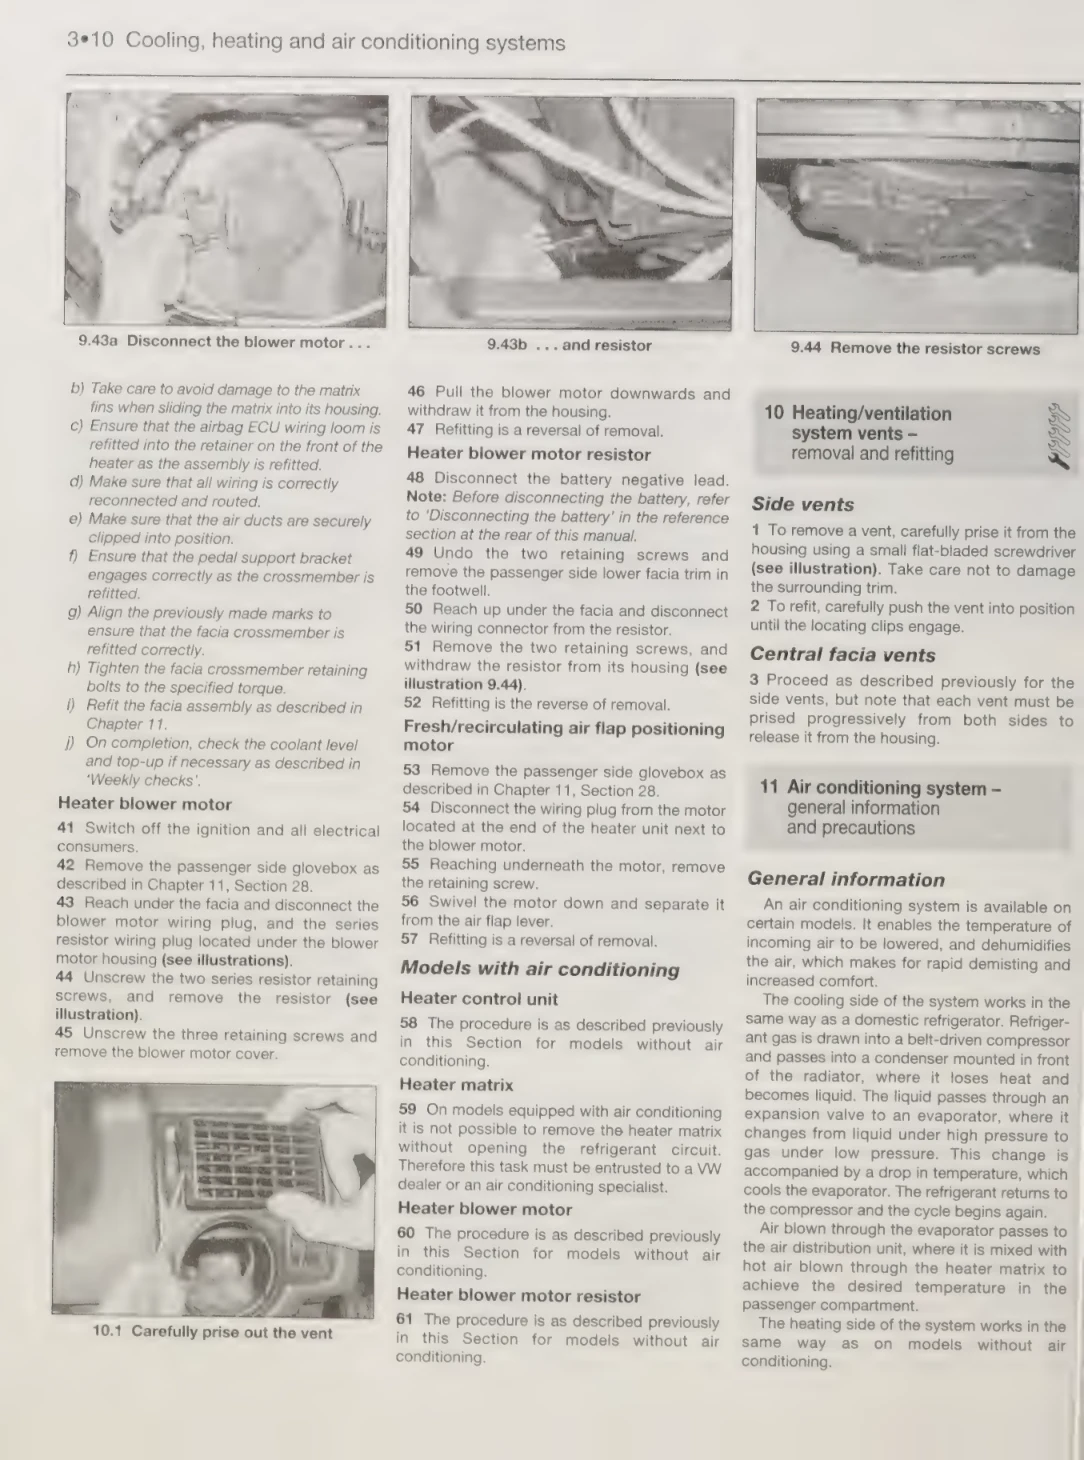 3•10 Cooling, heating and air conditioning systems
9.43a Disconnect the blower motor . . .
9.43b . . . and resistor
9.44 Remove the resistor screws
b) Take care to avoid damage to the matrix
fins when sliding the matrix into its housing.
c) Ensure that the airbag ECU wiring loom is
refitted into the retainer on the front of the
heater as the assembly is refitted.
d) Make sure that all wiring is correctly
reconnected and routed.
e) Make sure that the air ducts are securely
clipped into position.
f) Ensure that the pedal support bracket
engages correctly as the crossmember is
refitted.
g) Align the previously made marks to
ensure that the facia crossmember is
refitted correctly.
h) Tighten the facia crossmember retaining
bolts to the specified torque.
i) Refit the facia assembly as described in
Chapter 11.
j) On completion, check the coolant level
and top-up if necessary as described in
'Weekly checks'.
Heater blower motor
41 Switch off the ignition and all electrical
consumers.
42 Remove the passenger side glovebox as
described in Chapter 11, Section 28.
43 Reach under the facia and disconnect the
blower motor wiring plug, and the series
resistor wiring plug located under the blower
motor housing (see illustrations).
44 Unscrew the two series resistor retaining
screws, and remove the resistor (see
illustration).
45 Unscrew the three retaining screws and
remove the blower motor cover.
10.1 Carefully prise out the vent
46 Pull the blower motor downwards and
withdraw it from the housing.
47 Refitting is a reversal of removal.
Heater blower motor resistor
48 Disconnect the battery negative lead.
Note: Before disconnecting the battery, refer
to 'Disconnecting the battery' in the reference
section at the rear of this manual.
49 Undo the two retaining screws and
remove the passenger side lower facia trim in
the footwell.
50 Reach up under the facia and disconnect
the wiring connector from the resistor.
51 Remove the two retaining screws, and
withdraw the resistor from its housing (see
illustration 9.44).
52 Refitting is the reverse of removal.
Fresh/recirculating air flap positioning
motor
53 Remove the passenger side glovebox as
described in Chapter 11, Section 28.
54 Disconnect the wiring plug from the motor
located at the end of the heater unit next to
the blower motor.
55 Reaching underneath the motor, remove
the retaining screw.
56 Swivel the motor down and separate it
from the air flap lever.
57 Refitting is a reversal of removal.
Models with air conditioning
Heater control unit
58 The procedure is as described previously
in this Section for models without air
conditioning.
Heater matrix
59 On models equipped with air conditioning
it is not possible to remove the heater matrix
without opening the refrigerant circuit.
Therefore this task must be entrusted to a VW
dealer or an air conditioning specialist.
Heater blower motor
60 The procedure is as described previously
in this Section for models without air
conditioning.
Heater blower motor resistor
61 The procedure is as described previously
in this Section for models without air
conditioning.
10 Heating/ventilation
system vents –
removal and refitting
Side vents
1 To remove a vent, carefully prise it from the
housing using a small flat-bladed screwdriver
(see illustration). Take care not to damage
the surrounding trim.
2 To refit, carefully push the vent into position
until the locating clips engage.
Central facia vents
3 Proceed as described previously for the
side vents, but note that each vent must be
prised progressively from both sides to
release it from the housing.
11 Air conditioning system –
general information
and precautions
General information
An air conditioning system is available on
certain models. It enables the temperature of
incoming air to be lowered, and dehumidifies
the air, which makes for rapid demisting and
increased comfort.
The cooling side of the system works in the
same way as a domestic refrigerator. Refriger-
ant gas is drawn into a belt-driven compressor
and passes into a condenser mounted in front
of the radiator, where it loses heat and
becomes liquid. The liquid passes through an
expansion valve to an evaporator, where it
changes from liquid under high pressure to
gas under low pressure. This change is
accompanied by a drop in temperature, which
cools the evaporator. The refrigerant returns to
the compressor and the cycle begins again.
Air blown through the evaporator passes to
the air distribution unit, where it is mixed with
hot air blown through the heater matrix to
achieve the desired temperature in the
passenger compartment.
The heating side of the system works in the
same way as on models without air
conditioning.